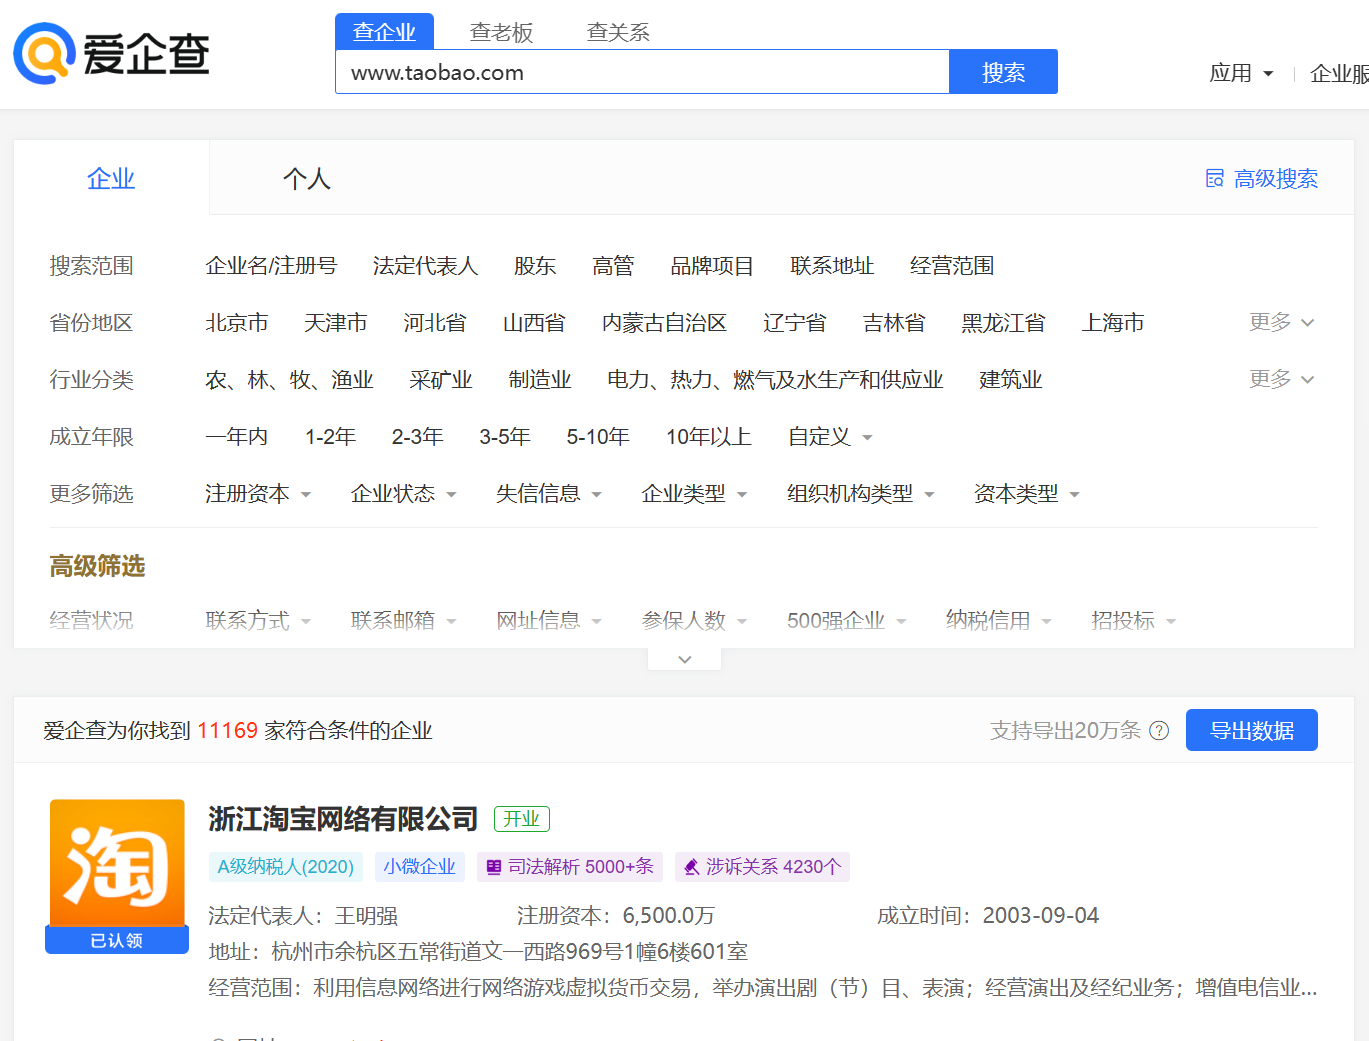 爱企查
查企业 查老板 查关系
www.taobao.com 搜索
应用 企业服
企业 个人 高级搜索
搜索范围 企业名/注册号 法定代表人 股东 高管 品牌项目 联系地址 经营范围
省份地区 北京市 天津市 河北省 山西省 内蒙古自治区 辽宁省 吉林省 黑龙江省 上海市 更多
行业分类 农、林、牧、渔业 采矿业 制造业 电力、热力、燃气及水生产和供应业 建筑业 更多
成立年限 一年内 1-2年 2-3年 3-5年 5-10年 10年以上 自定义
更多筛选 注册资本 企业状态 失信信息 企业类型 组织机构类型 资本类型
高级筛选
经营状况 联系方式 联系邮箱 网址信息 参保人数 500强企业 纳税信用 招投标
爱企查为你找到 11169 家符合条件的企业 支持导出20万条 ? 导出数据
淘
已认领
浙江淘宝网络有限公司 开业
A级纳税人(2020) 小微企业 司法解析 5000+条 涉诉关系 4230个
法定代表人：王明强 注册资本：6,500.0万 成立时间：2003-09-04
地址：杭州市余杭区五常街道文一西路969号1幢6楼601室
经营范围：利用信息网络进行网络游戏虚拟货币交易，举办演出剧（节）目、表演；经营演出及经纪业务；增值电信业...